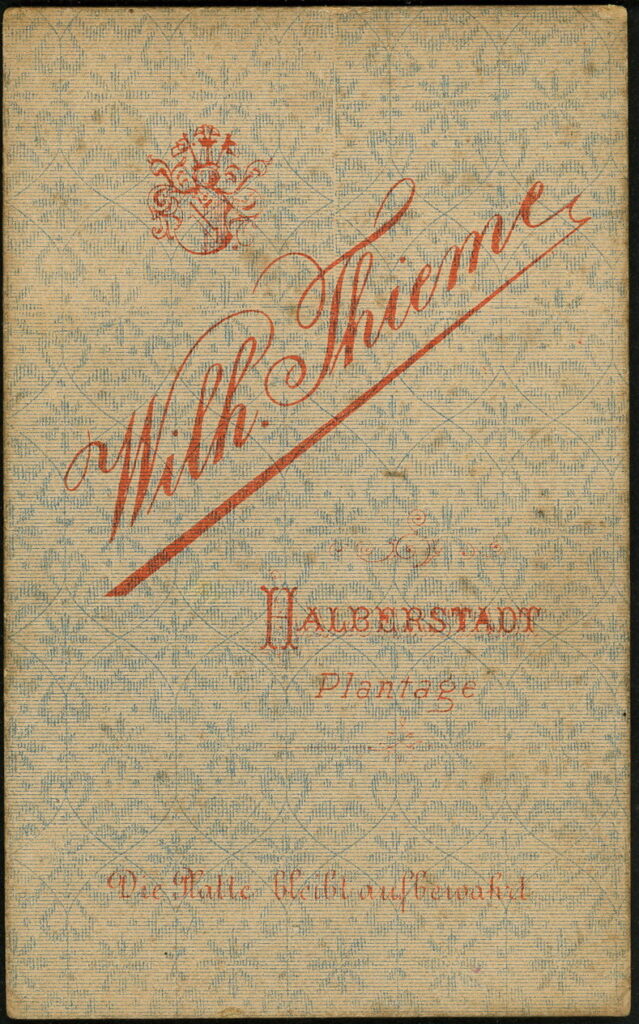 Wilh. Thieme
HALBERSTADT
Plantage
Die Platte bleibt aufbewahrt